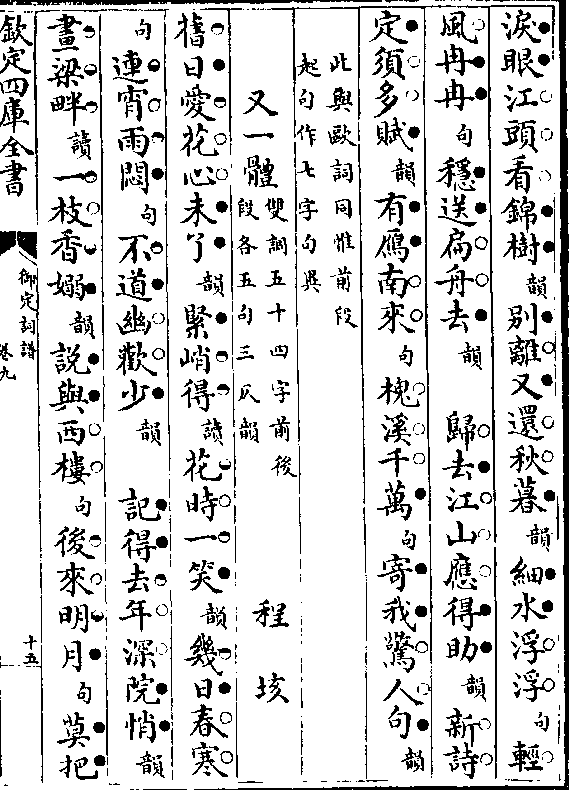 淚眼江頭看錦樹韻别離又還秋暮韻細水浮浮句輕
風冉冉句穩送扁舟去韻　歸去江山應得助韻新詩
定須多賦韻有鴈南來句槐溪千萬句寄我驚人句韻
此與歐詞同惟前段
起句作七字句異
又一體　雙調五十四字前後
段各五句三仄韻　程垓
舊日愛花心未了韻緊峭得讀花時一笑韻幾日春寒
句連宵雨悶句不道幽歡少韻　記得去年深院悄韻
畫梁畔讀一枝香嫋韻説與西樓句後來明月句莫把
欽定四庫全書
御定詞譜
卷九
十五